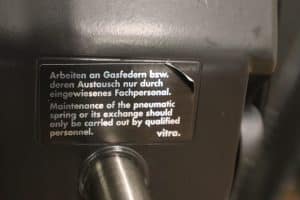 Arbeiten an Gasfedern bzw.
deren Austausch nur durch
eingewiesenes Fachpersonal.
Maintenance of the pneumatic
spring or its exchange should
only be carried out by qualified
personnel. vitra.